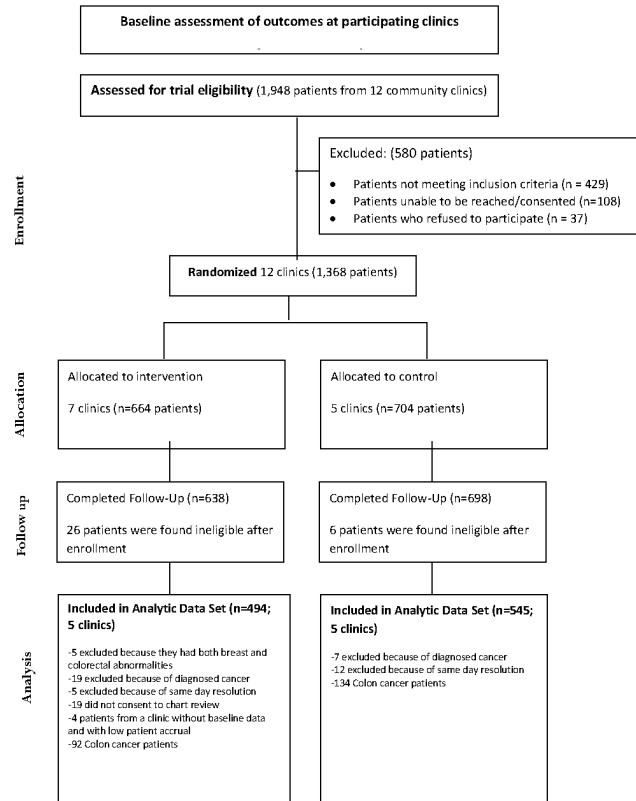 Baseline assessment of outcomes at participating clinics
Assessed for trial eligibility (1,948 patients from 12 community clinics)
Enrollment
Excluded: (580 patients)
• Patients not meeting inclusion criteria (n = 429)
• Patients unable to be reached/consented (n=108)
• Patients who refused to participate (n = 37)
Randomized 12 clinics (1,368 patients)
Allocation
Allocated to intervention
7 clinics (n=664 patients)
Allocated to control
5 clinics (n=704 patients)
Follow up
Completed Follow-Up (n=638)
26 patients were found ineligible after
enrollment
Completed Follow-Up (n=698)
6 patients were found ineligible after
enrollment
Analysis
Included in Analytic Data Set (n=494;
5 clinics)
-5 excluded because they had both breast and
colorectal abnormalities
-19 excluded because of diagnosed cancer
-5 excluded because of same day resolution
-19 did not consent to chart review
-4 patients from a clinic without baseline data
and with low patient accrual
-92 Colon cancer patients
Included in Analytic Data Set (n=545;
5 clinics)
-7 excluded because of diagnosed cancer
-12 excluded because of same day resolution
-134 Colon cancer patients